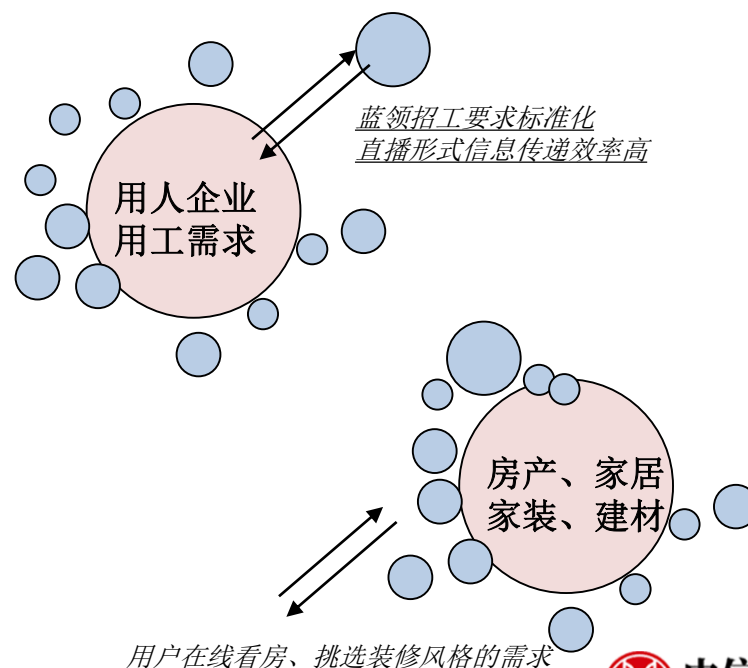 蓝领招工要求标准化
直播形式信息传递效率高
用人企业
用工需求
房产、家居
家装、建材
用户在线看房、挑选装修风格的需求